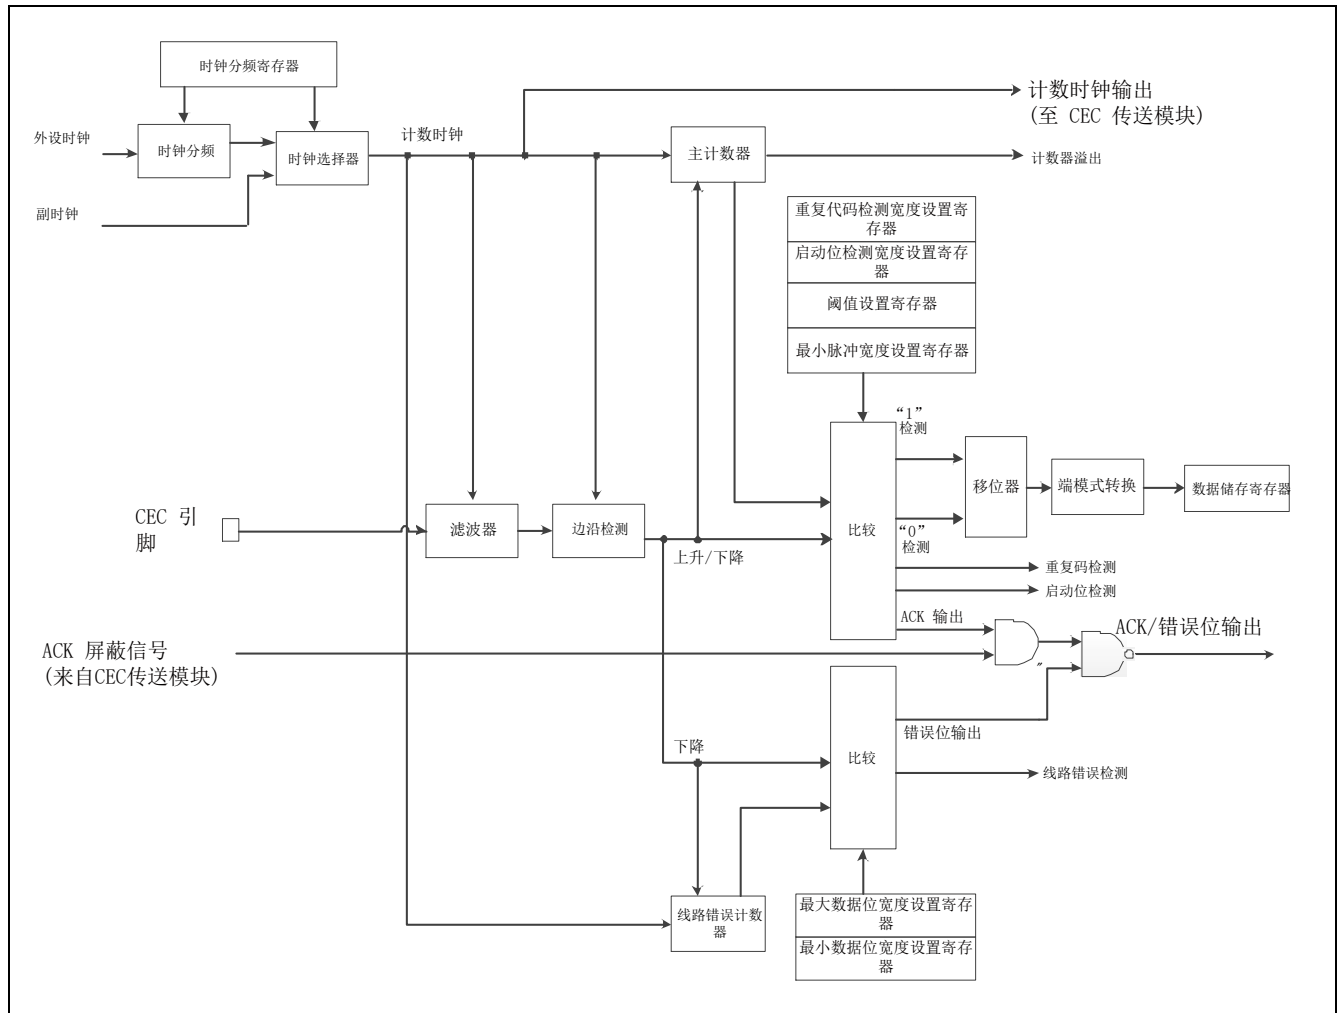 时钟分频寄存器
计数时钟输出
(至 CEC 传送模块)
外设时钟
时钟分频
时钟选择器
计数时钟
主计数器
计数器溢出
副时钟
重复代码检测宽度设置寄
存器
启动位检测宽度设置寄存
器
阈值设置寄存器
最小脉冲宽度设置寄存器
“1”
检测
移位器
端模式转换
数据储存寄存器
CEC 引
脚
滤波器
边沿检测
上升/下降
比较
“0”
检测
重复码检测
启动位检测
ACK 输出
ACK/错误位输出
ACK 屏蔽信号
(来自CEC传送模块)
”
错误位输出
下降
比较
线路错误检测
线路错误计数
器
最大数据位宽度设置寄存
器
最小数据位宽度设置寄存
器